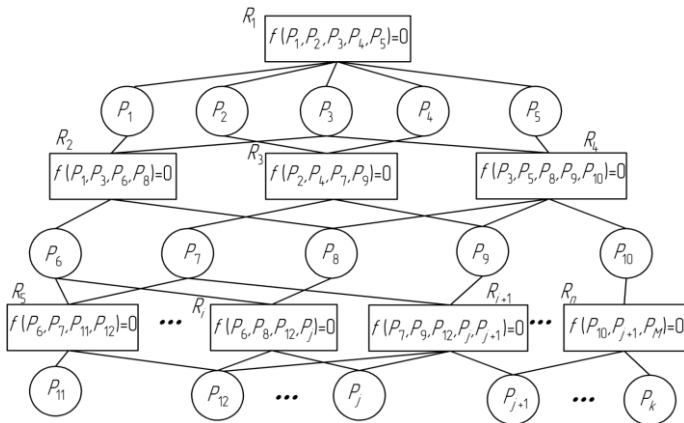 R₁
f(P₁,P₂,P₃,P₄,P₅)=0
P₁ P₂ P₃ P₄ P₅
R₂ R₃ R₄
f(P₁,P₃,P₆,P₈)=0 f(P₂,P₄,P₇,P₉)=0 f(P₃,P₅,P₈,P₉,P₁₀)=0
P₆ P₇ P₈ P₉ P₁₀
R₅ Rᵢ Rᵢ₊₁ Rₙ
f(P₆,P₇,P₁₁,P₁₂)=0 ••• f(P₆,P₈,P₁₂,Pⱼ)=0 f(P₇,P₉,P₁₂,Pⱼ,Pⱼ₊₁)=0 ••• f(P₁₀,Pⱼ₊₁,P_M)=0
P₁₁ P₁₂ ••• Pⱼ Pⱼ₊₁ ••• Pₖ